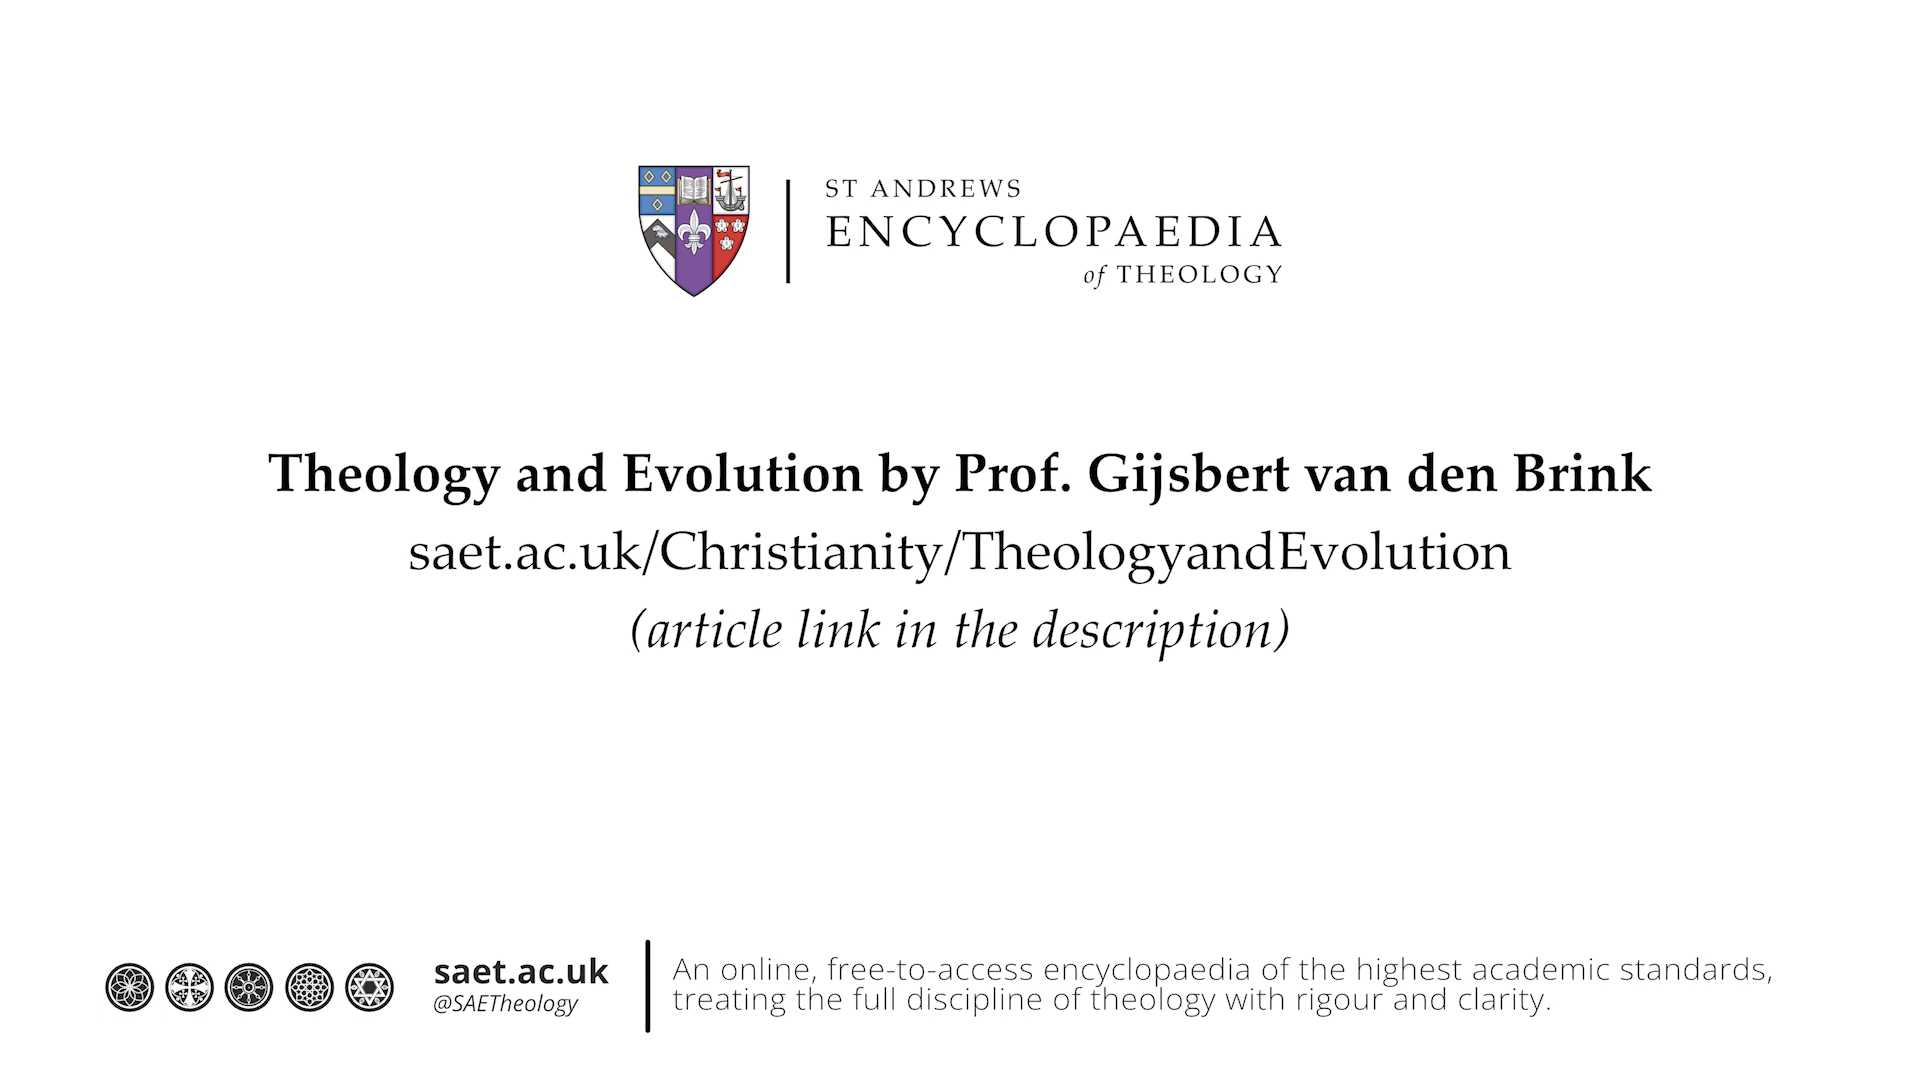 ST ANDREWS
ENCYCLOPAEDIA
of THEOLOGY
Theology and Evolution by Prof. Gijsbert van den Brink
saet.ac.uk/Christianity/TheologyandEvolution
(article link in the description)
saet.ac.uk
@SAETheology
An online, free-to-access encyclopaedia of the highest academic standards,
treating the full discipline of theology with rigour and clarity.